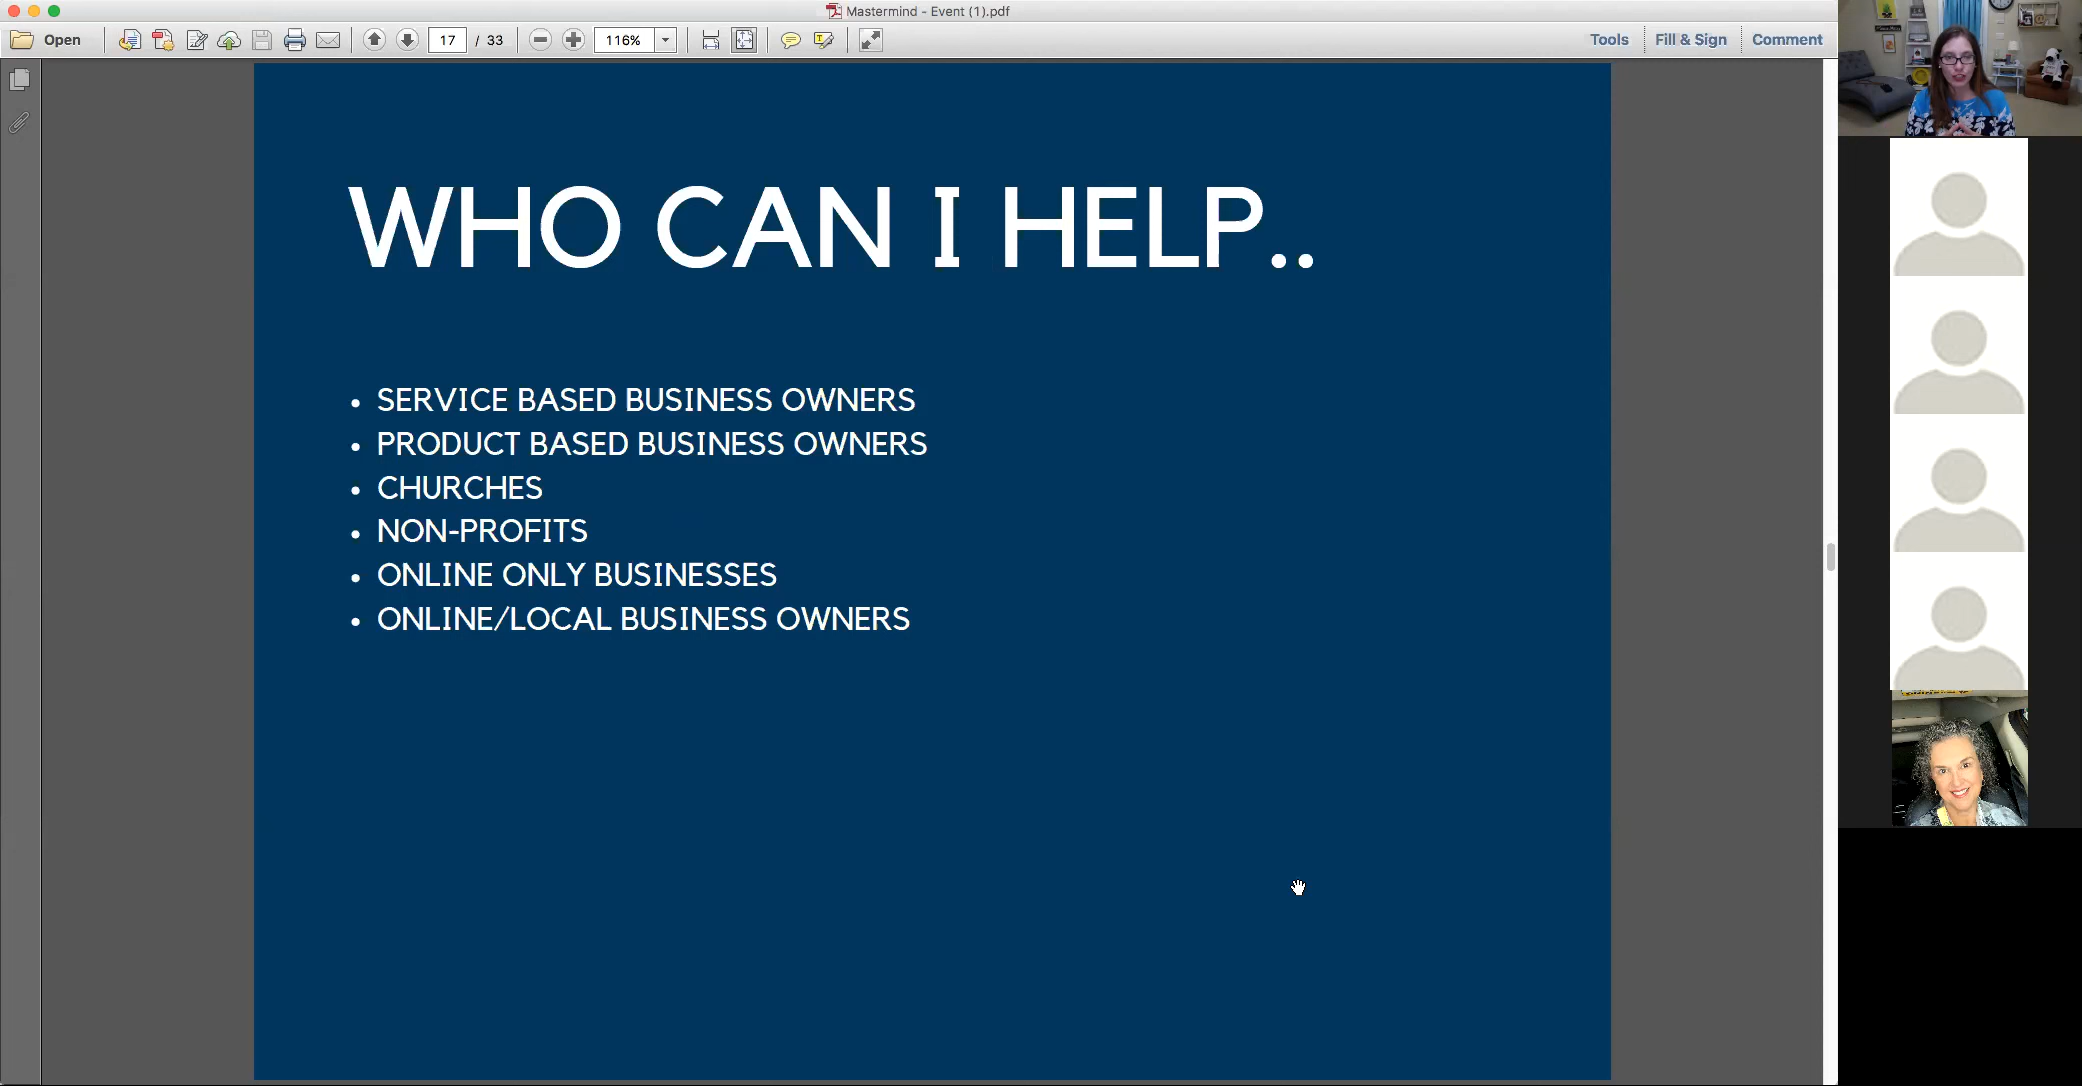 Mastermind - Event (1).pdf
Open
17 / 33
116%
Tools
Fill & Sign
Comment
WHO CAN I HELP..
• SERVICE BASED BUSINESS OWNERS
• PRODUCT BASED BUSINESS OWNERS
• CHURCHES
• NON-PROFITS
• ONLINE ONLY BUSINESSES
• ONLINE/LOCAL BUSINESS OWNERS